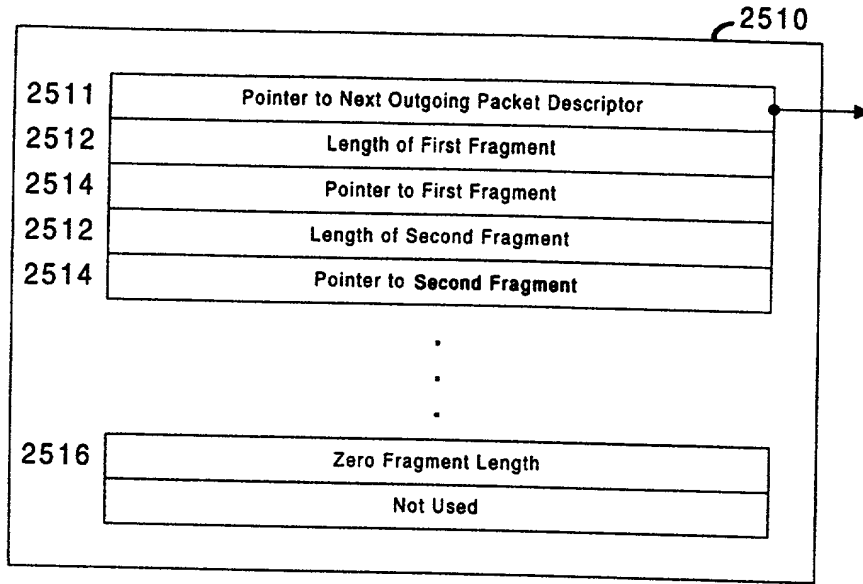 2510
2511 Pointer to Next Outgoing Packet Descriptor
2512 Length of First Fragment
2514 Pointer to First Fragment
2512 Length of Second Fragment
2514 Pointer to Second Fragment
2516 Zero Fragment Length
Not Used